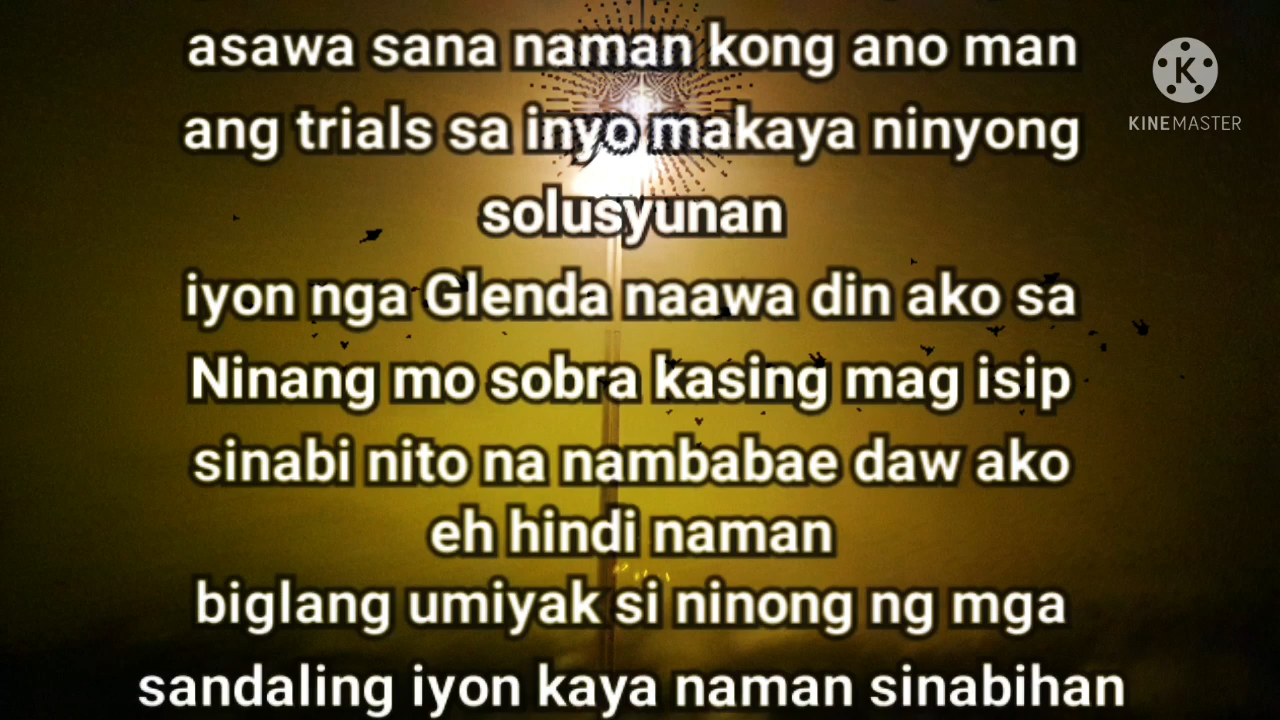 asawa sana naman kong ano man
ang trials sa inyo makaya ninyong
solusyunan
iyon nga Glenda naawa din ako sa
Ninang mo sobra kasing mag isip
sinabi nito na nambabae daw ako
eh hindi naman
biglang umiyak si ninong ng mga
sandaling iyon kaya naman sinabihan
K
KINEMASTER